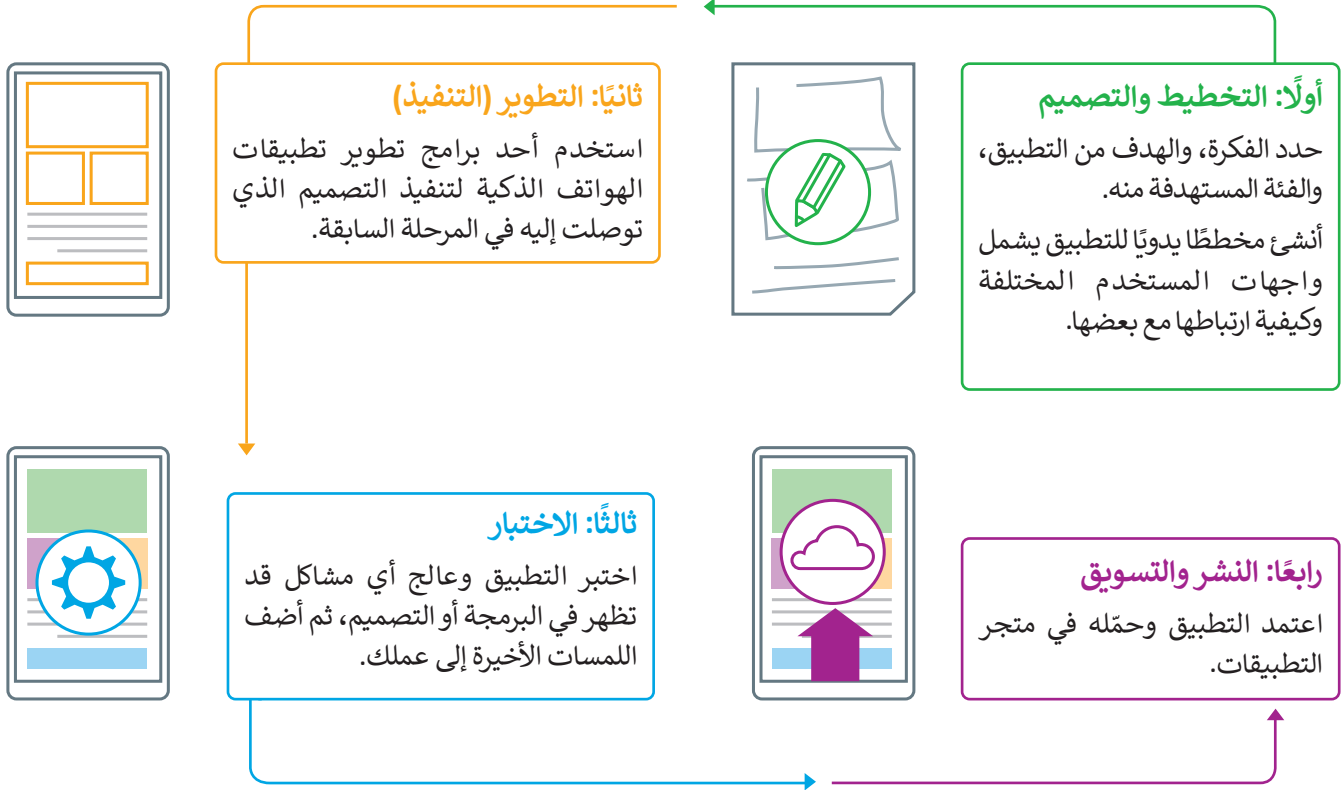 أولًا: التخطيط والتصميم
حدد الفكرة، والهدف من التطبيق،
والفئة المستهدفة منه.
أنشئ مخططًا يدويًا للتطبيق يشمل
واجهات المستخدم المختلفة
وكيفية ارتباطها مع بعضها.
ثانيًا: التطوير (التنفيذ)
استخدم أحد برامج تطوير تطبيقات
الهواتف الذكية لتنفيذ التصميم الذي
توصلت إليه في المرحلة السابقة.
ثالثًا: الاختبار
اختبر التطبيق وعالج أي مشاكل قد
تظهر في البرمجة أو التصميم، ثم أضف
اللمسات الأخيرة إلى عملك.
رابعًا: النشر والتسويق
اعتمد التطبيق وحمّله في متجر
التطبيقات.